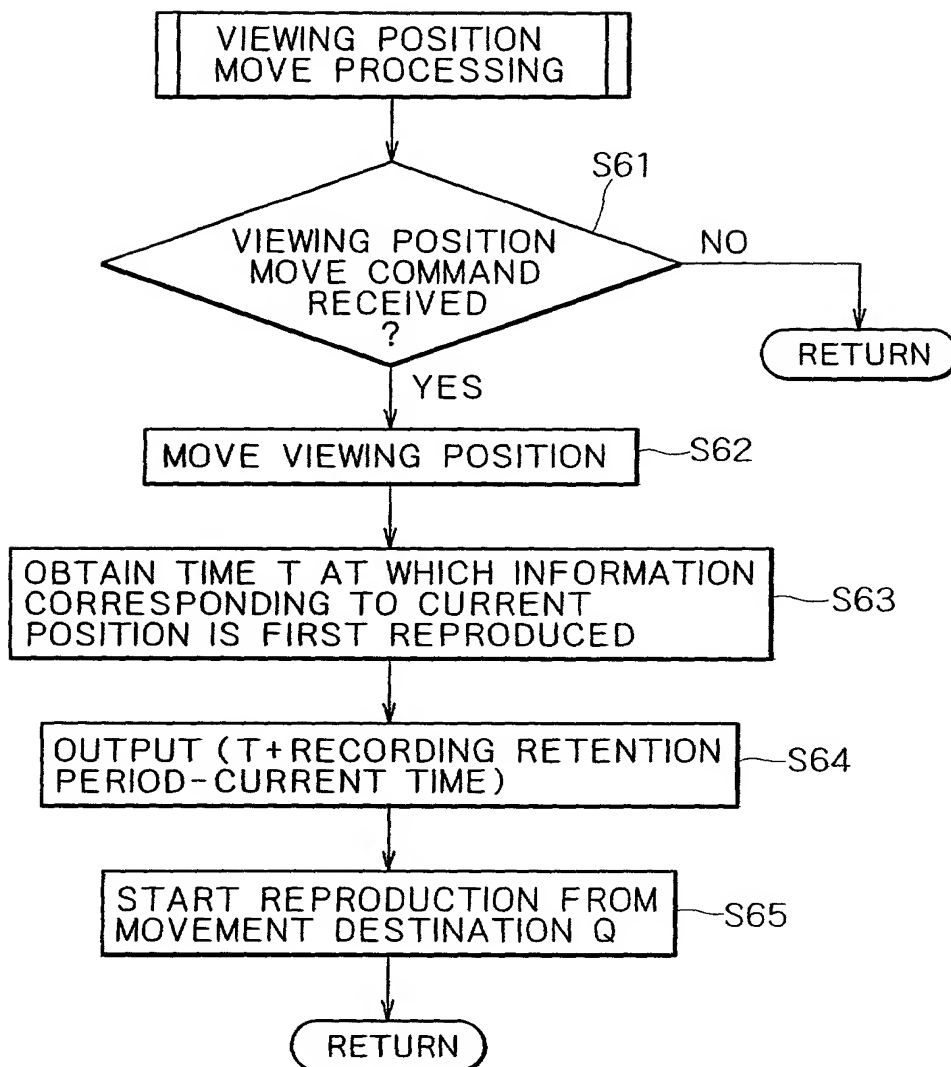 VIEWING POSITION
MOVE PROCESSING
S61
VIEWING POSITION
MOVE COMMAND
RECEIVED
?
NO
RETURN
YES
MOVE VIEWING POSITION
S62
OBTAIN TIME T AT WHICH INFORMATION
CORRESPONDING TO CURRENT
POSITION IS FIRST REPRODUCED
S63
OUTPUT (T+RECORDING RETENTION
PERIOD-CURRENT TIME)
S64
START REPRODUCTION FROM
MOVEMENT DESTINATION Q
S65
RETURN